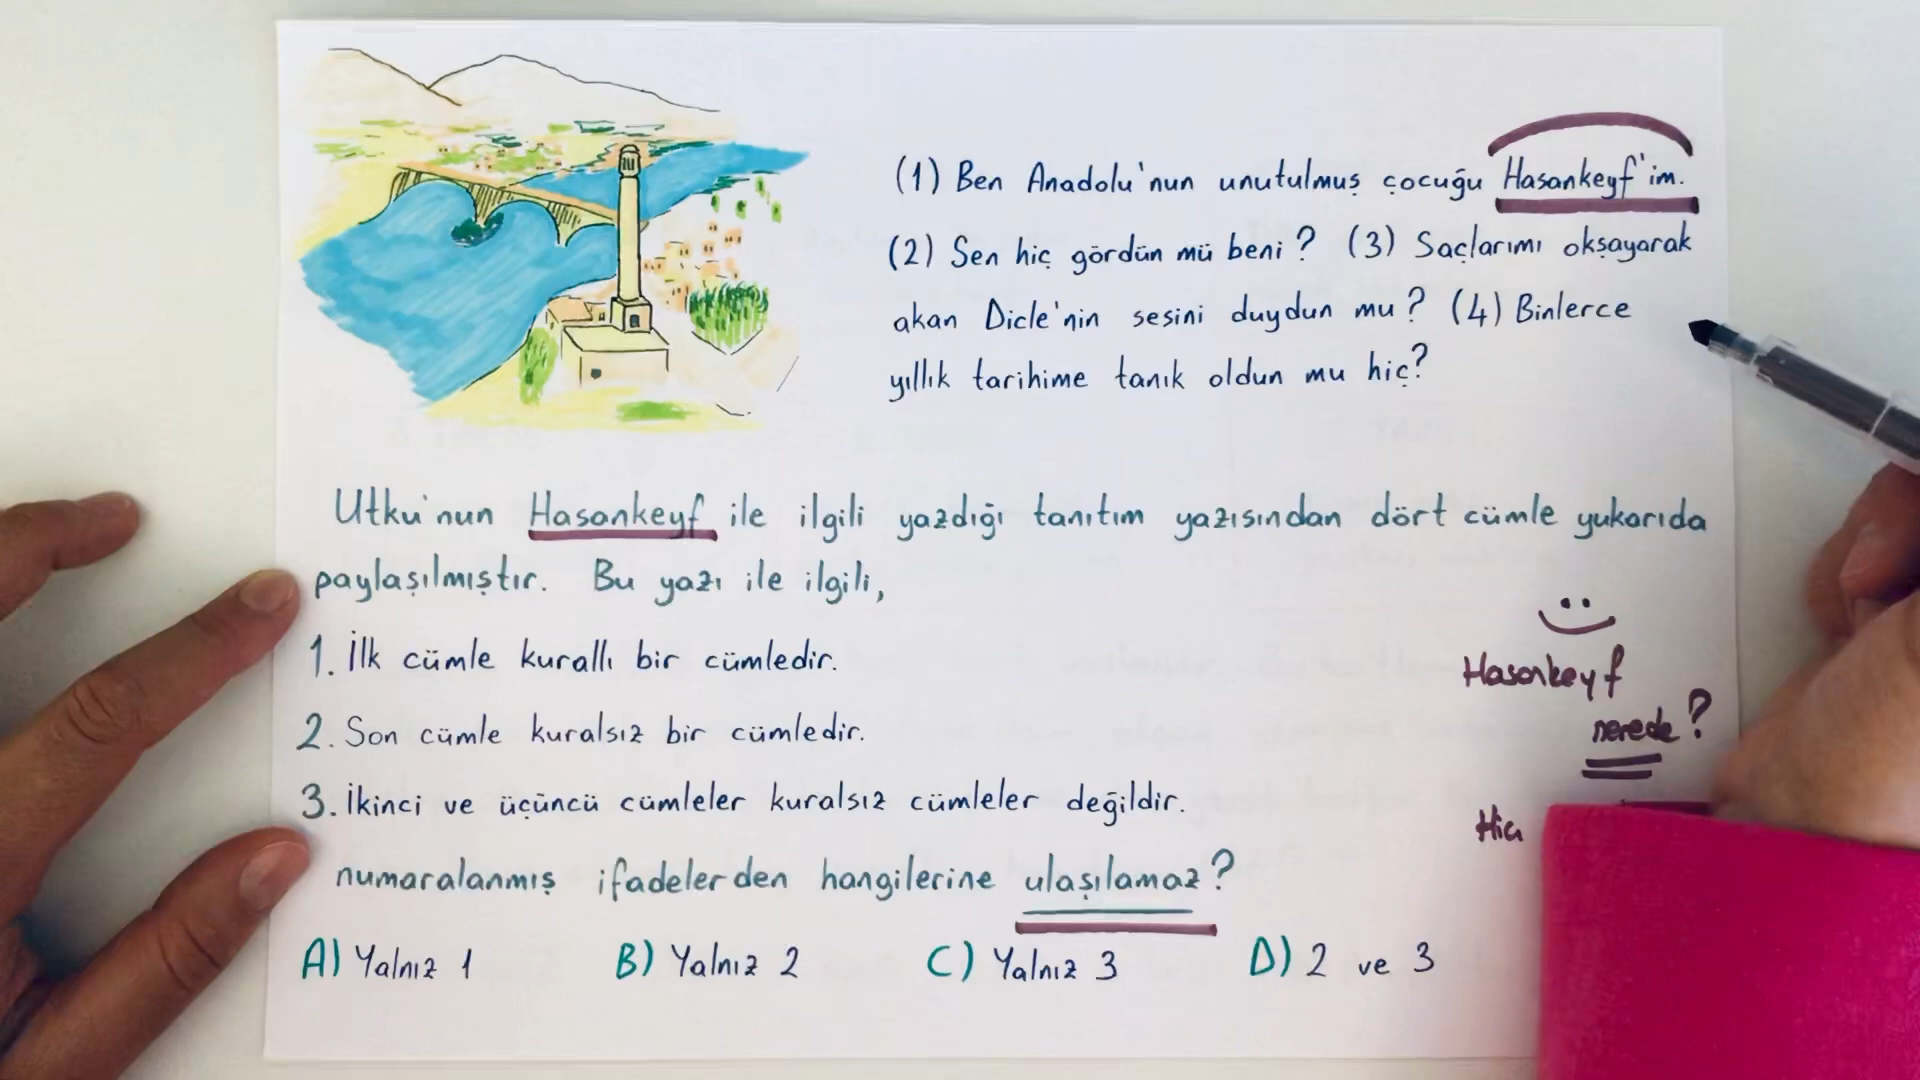 (1) Ben Anadolu'nun unutulmuş çocuğu Hasankeyf'im.
(2) Sen hiç gördün mü beni? (3) Saçlarımı okşayarak
akan Dicle'nin sesini duydun mu? (4) Binlerce
yıllık tarihime tanık oldun mu hiç?
Utku'nun Hasankeyf ile ilgili yazdığı tanıtım yazısından dört cümle yukarıda
paylaşılmıştır. Bu yazı ile ilgili,
1. İlk cümle kurallı bir cümledir.
2. Son cümle kuralsız bir cümledir.
3. İkinci ve üçüncü cümleler kuralsız cümleler değildir.
numaralanmış ifadelerden hangilerine ulaşılamaz?
A) Yalnız 1
B) Yalnız 2
C) Yalnız 3
D) 2 ve 3
Hasankeyf
nerede?